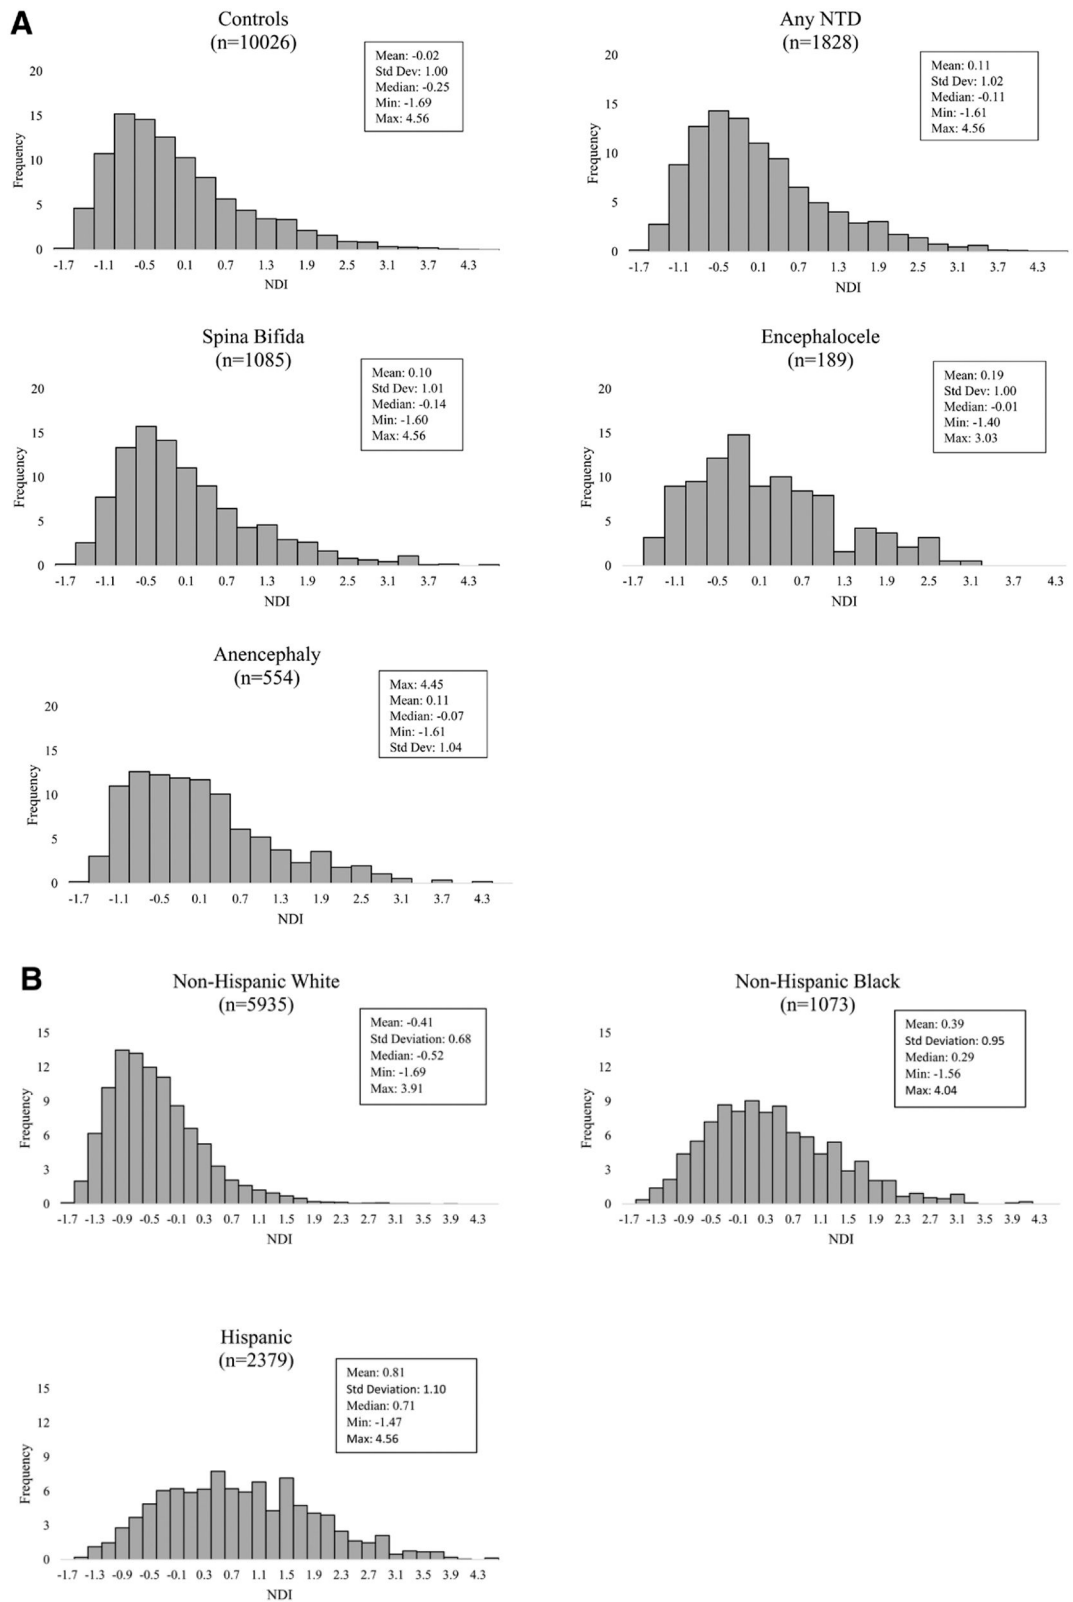 A
Controls
(n=10026)
Mean: -0.02
Std Dev: 1.00
Median: -0.25
Min: -1.69
Max: 4.56
20
15
10
5
0
Frequency
-1.7 -1.1 -0.5 0.1 0.7 1.3 1.9 2.5 3.1 3.7 4.3
NDI
Any NTD
(n=1828)
Mean: 0.11
Std Dev: 1.02
Median: -0.11
Min: -1.61
Max: 4.56
20
15
10
5
0
Frequency
-1.7 -1.1 -0.5 0.1 0.7 1.3 1.9 2.5 3.1 3.7 4.3
NDI
Spina Bifida
(n=1085)
Mean: 0.10
Std Dev: 1.01
Median: -0.14
Min: -1.60
Max: 4.56
20
15
10
5
0
Frequency
-1.7 -1.1 -0.5 0.1 0.7 1.3 1.9 2.5 3.1 3.7 4.3
NDI
Encephalocele
(n=189)
Mean: 0.19
Std Dev: 1.00
Median: -0.01
Min: -1.40
Max: 3.03
20
15
10
5
0
Frequency
-1.7 -1.1 -0.5 0.1 0.7 1.3 1.9 2.5 3.1 3.7 4.3
NDI
Anencephaly
(n=554)
Max: 4.45
Mean: 0.11
Median: -0.07
Min: -1.61
Std Dev: 1.04
20
15
10
5
0
Frequency
-1.7 -1.1 -0.5 0.1 0.7 1.3 1.9 2.5 3.1 3.7 4.3
NDI
B
Non-Hispanic White
(n=5935)
Mean: -0.41
Std Deviation: 0.68
Median: -0.52
Min: -1.69
Max: 3.91
15
12
9
6
3
0
Frequency
-1.7 -1.3 -0.9 -0.5 -0.1 0.3 0.7 1.1 1.5 1.9 2.3 2.7 3.1 3.5 3.9 4.3
NDI
Non-Hispanic Black
(n=1073)
Mean: 0.39
Std Deviation: 0.95
Median: 0.29
Min: -1.56
Max: 4.04
15
12
9
6
3
0
Frequency
-1.7 -1.3 -0.9 -0.5 -0.1 0.3 0.7 1.1 1.5 1.9 2.3 2.7 3.1 3.5 3.9 4.3
NDI
Hispanic
(n=2379)
Mean: 0.81
Std Deviation: 1.10
Median: 0.71
Min: -1.47
Max: 4.56
15
12
9
6
3
0
Frequency
-1.7 -1.3 -0.9 -0.5 -0.1 0.3 0.7 1.1 1.5 1.9 2.3 2.7 3.1 3.5 3.9 4.3
NDI